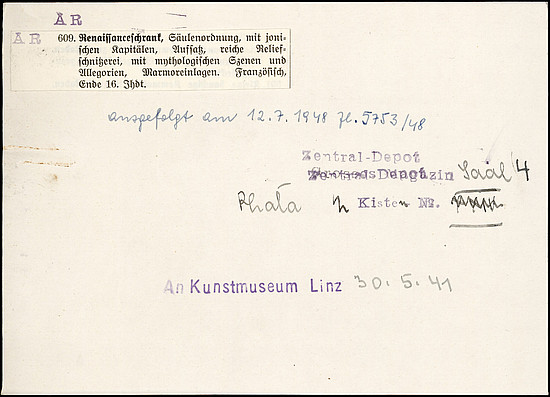 AR
AR 609. Renaissanceschrank, Säulenordnung, mit joni-
schen Kapitälen, Aufsatz, reiche Relief-
schnitzerei, mit mythologischen Szenen und
Allegorien, Marmoreinlagen. Französisch,
Ende 16. Jhdt.
ausgefolgt am 12.7.1948 Zl. 5753/48
Zentral-Depot
Saal 4
Kisten Nr.
An Kunstmuseum Linz 30.5.41